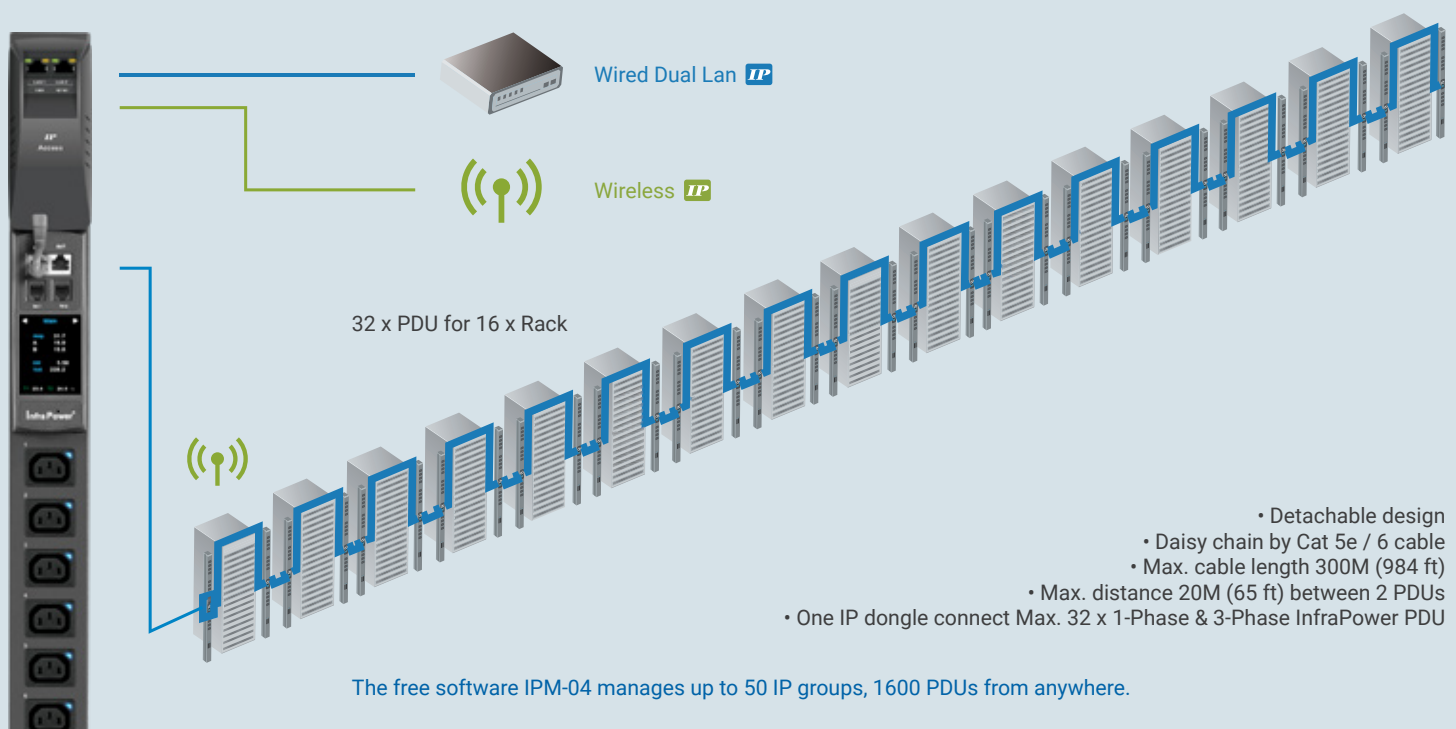 Wired Dual Lan IP
Wireless IP
IP
Access
32 x PDU for 16 x Rack
InfraPower
• Detachable design
• Daisy chain by Cat 5e / 6 cable
• Max. cable length 300M (984 ft)
• Max. distance 20M (65 ft) between 2 PDUs
• One IP dongle connect Max. 32 x 1-Phase & 3-Phase InfraPower PDU
The free software IPM-04 manages up to 50 IP groups, 1600 PDUs from anywhere.